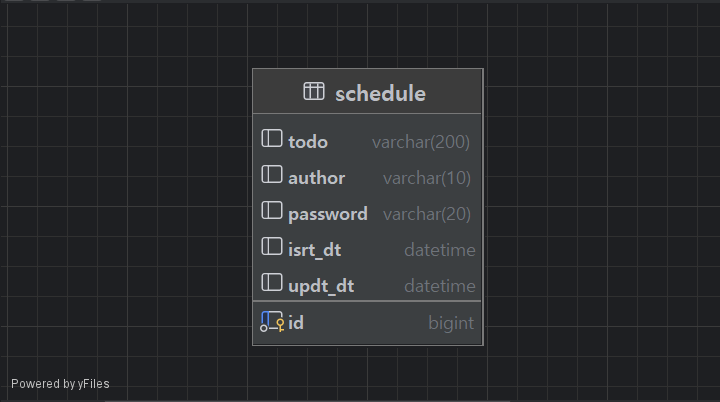 schedule
todo varchar(200)
author varchar(10)
password varchar(20)
isrt_dt datetime
updt_dt datetime
id bigint
Powered by yFiles